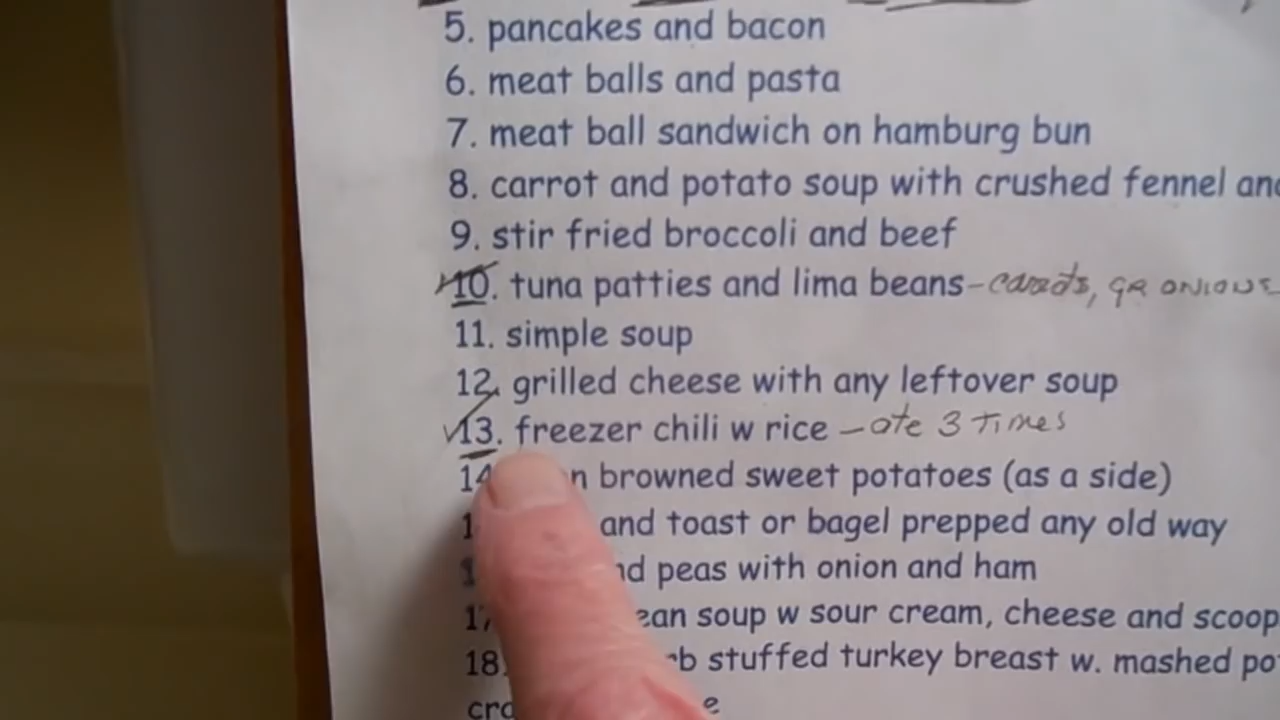 5. pancakes and bacon
6. meat balls and pasta
7. meat ball sandwich on hamburg bun
8. carrot and potato soup with crushed fennel
9. stir fried broccoli and beef
10. tuna patties and lima beans - carrots, gr onions
11. simple soup
12. grilled cheese with any leftover soup
13. freezer chili w rice - ate 3 times
14. browned sweet potatoes (as a side)
and toast or bagel prepped any old way
peas with onion and ham
17 soup w sour cream, cheese and
18. stuffed turkey breast w. mashed